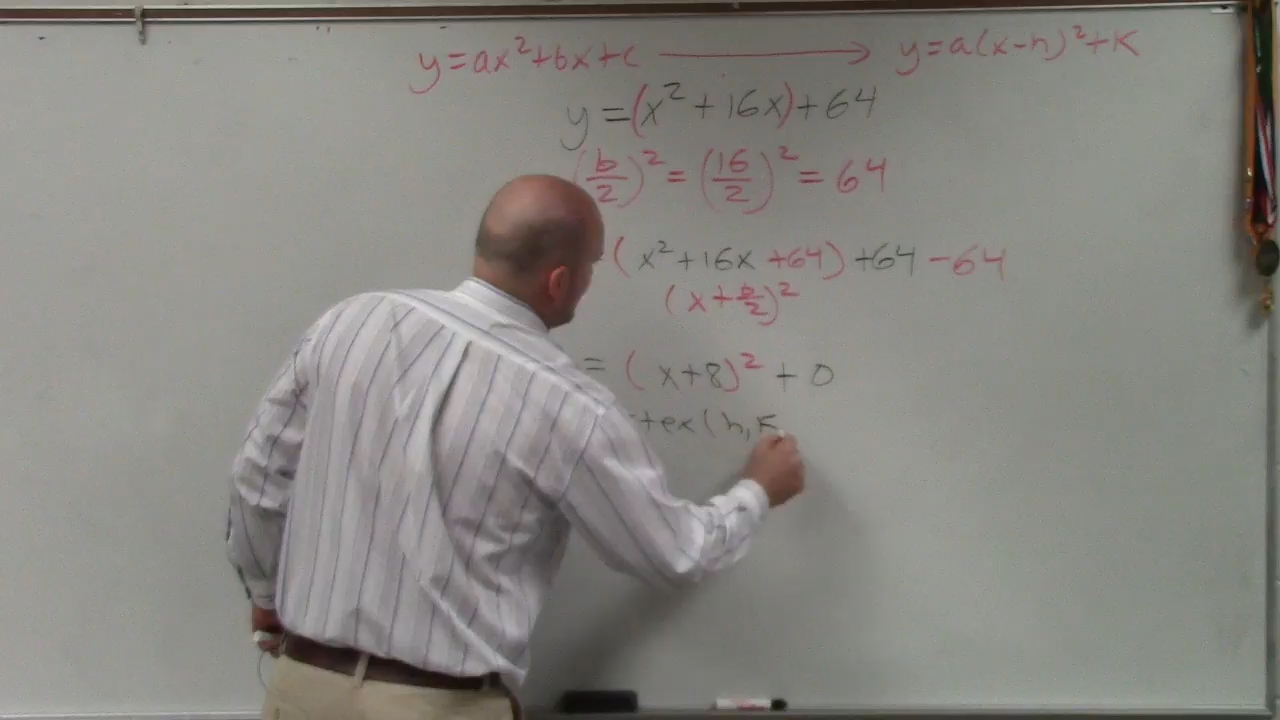 y=ax²+bx+c ⟶ y=a(x-h)²+k
y=(x²+16x)+64
(b/2)²=(16/2)²=64
(x²+16x+64)+64-64
(x+b/2)²
=(x+8)²+0
tex(h,k